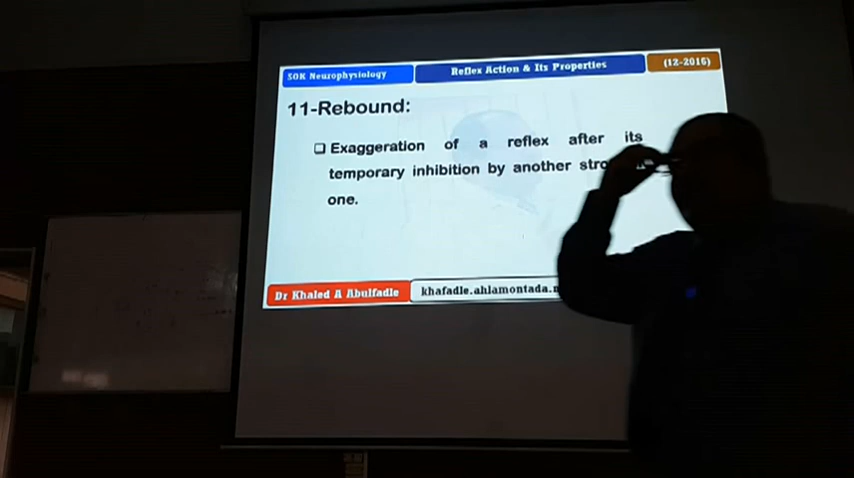 SOK Neurophysiology
Reflex Action & Its Properties
(12-2016)
11-Rebound:
Exaggeration of a reflex after its
temporary inhibition by another
one.
Dr Khaled A Abulfadle
khafadle.ahlamontada.